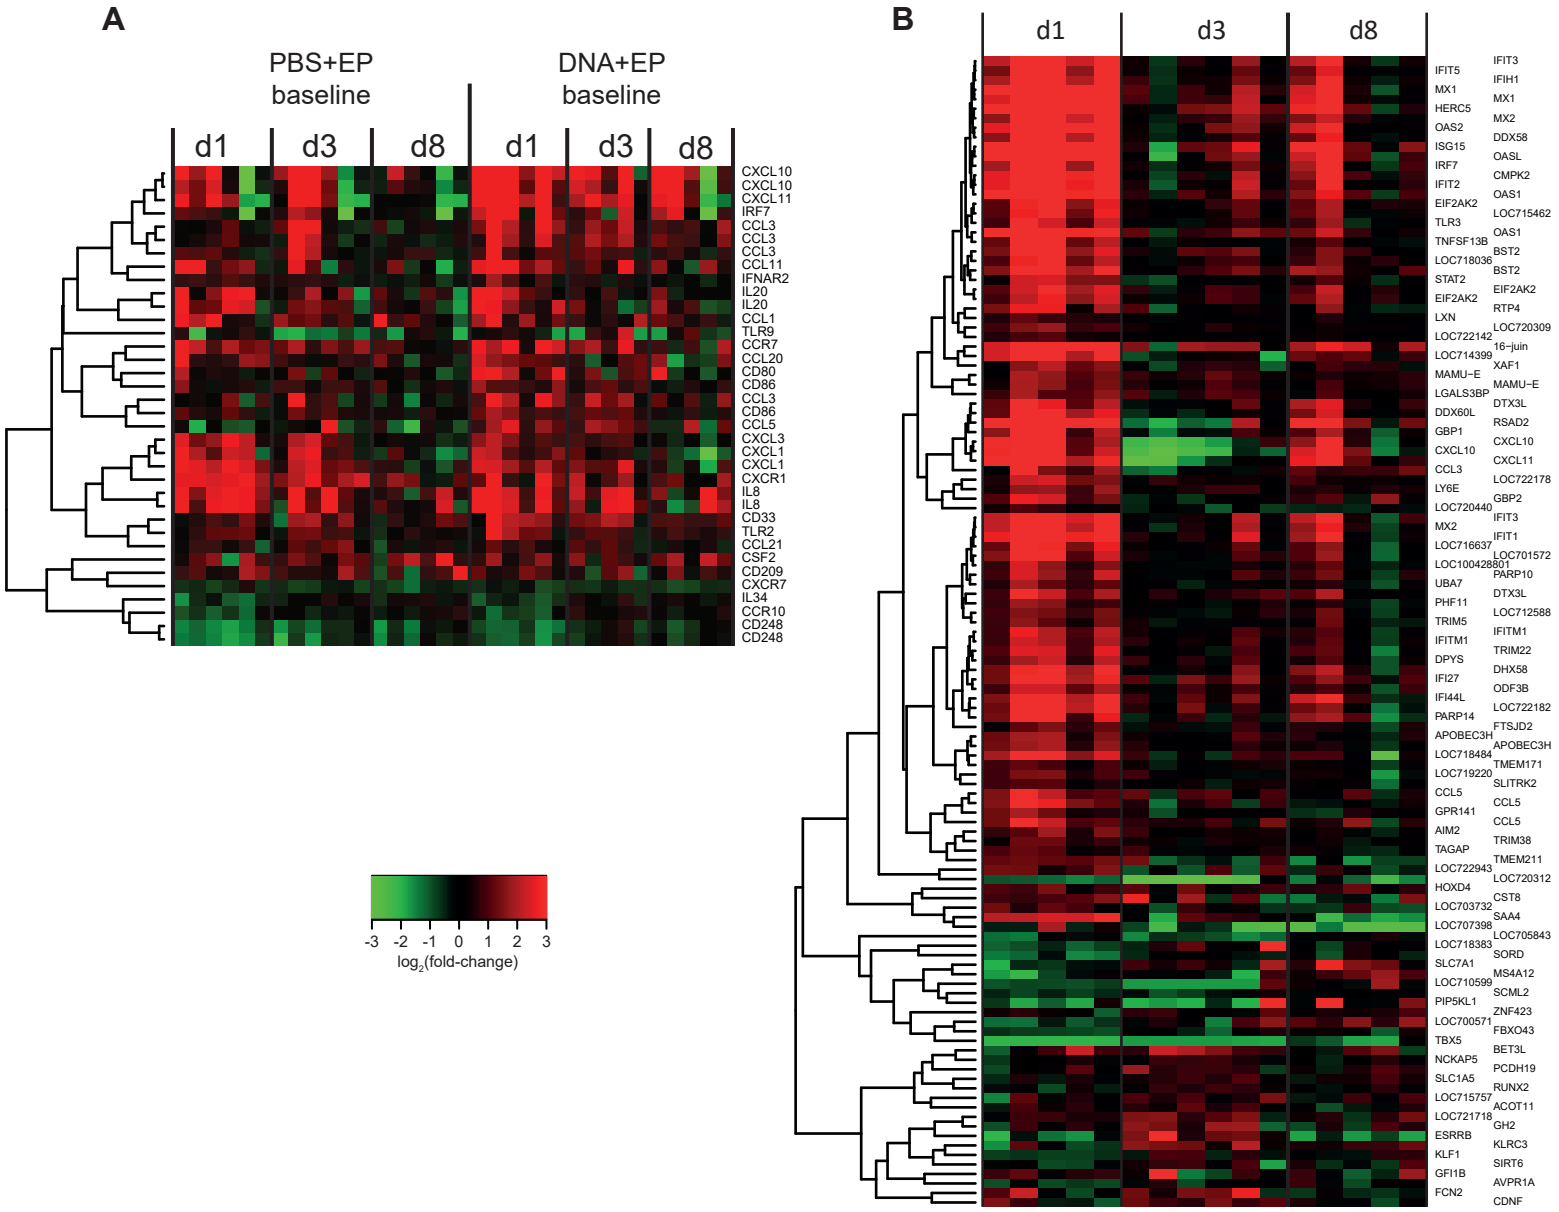 A
PBS+EP
baseline
DNA+EP
baseline
d1
d3
d8
d1
d3
d8
CXCL10
CXCL10
CXCL11
IRF7
CCL3
CCL3
CCL3
CCL11
IFNAR2
IL20
IL20
CCL1
TLR9
CCR7
CCL20
CD80
CD86
CCL3
CD86
CCL5
CXCL3
CXCL1
CXCL1
CXCR1
IL8
IL8
CD33
TLR2
CCL21
CSF2
CD209
CXCR7
IL34
CCR10
CD248
CD248
-3 -2 -1 0 1 2 3
log2(fold-change)
B
d1
d3
d8
IFIT3
IFIT5
IFIH1
MX1
MX1
HERC5
MX2
OAS2
DDX58
ISG15
OASL
IRF7
CMPK2
IFIT2
OAS1
EIF2AK2
LOC715462
TLR3
OAS1
TNFSF13B
BST2
LOC718036
BST2
STAT2
EIF2AK2
EIF2AK2
RTP4
LXN
LOC720309
LOC722142
16−juin
LOC714399
XAF1
MAMU−E
MAMU−E
LGALS3BP
DTX3L
DDX60L
RSAD2
GBP1
CXCL10
CXCL10
CXCL11
CCL3
LOC722178
LY6E
GBP2
LOC720440
IFIT3
MX2
IFIT1
LOC716637
LOC701572
LOC100428801
PARP10
UBA7
DTX3L
PHF11
LOC712588
TRIM5
IFITM1
IFITM1
TRIM22
DPYS
DHX58
IFI27
ODF3B
IFI44L
LOC722182
PARP14
FTSJD2
APOBEC3H
APOBEC3H
LOC718484
TMEM171
LOC719220
SLITRK2
CCL5
CCL5
GPR141
CCL5
AIM2
TRIM38
TAGAP
TMEM211
LOC722943
LOC720312
HOXD4
CST8
LOC703732
SAA4
LOC707398
LOC705843
LOC718383
SORD
SLC7A1
MS4A12
LOC710599
SCML2
PIP5KL1
ZNF423
LOC700571
FBXO43
TBX5
BET3L
NCKAP5
PCDH19
SLC1A5
RUNX2
LOC715757
ACOT11
LOC721718
GH2
ESRRB
KLRC3
KLF1
SIRT6
GFI1B
AVPR1A
FCN2
CDNF